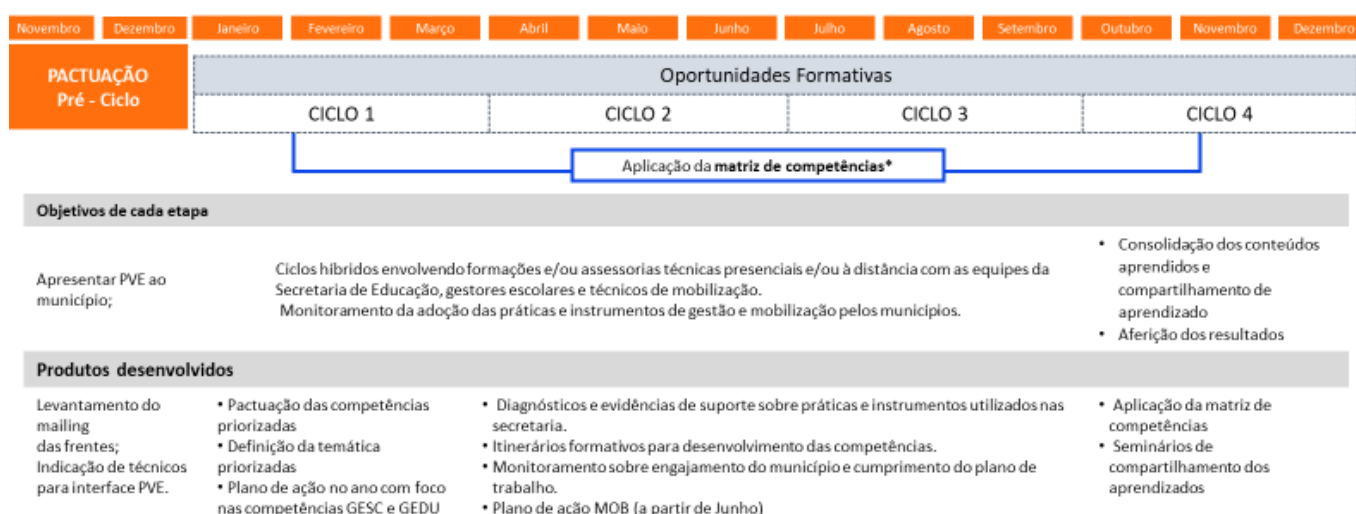 Novembro Dezembro Janeiro Fevereiro Março Abril Maio Junho Julho Agosto Setembro Outubro Novembro Dezembro
PACTUAÇÃO
Pré - Ciclo
Oportunidades Formativas
CICLO 1 CICLO 2 CICLO 3 CICLO 4
Aplicação da matriz de competências*
Objetivos de cada etapa
Apresentar PVE ao
município;
Ciclos híbridos envolvendo formações e/ou assessorias técnicas presenciais e/ou à distância com as equipes da
Secretaria de Educação, gestores escolares e técnicos de mobilização.
Monitoramento da adoção das práticas e instrumentos de gestão e mobilização pelos municípios.
• Consolidação dos conteúdos
aprendidos e
compartilhamento de
aprendizado
• Aferição dos resultados
Produtos desenvolvidos
Levantamento do
mailing
das frentes;
Indicação de técnicos
para interface PVE.
• Pactuação das competências
priorizadas
• Definição da temática
priorizadas
• Plano de ação no ano com foco
nas competências GESC e GEDU
• Diagnósticos e evidências de suporte sobre práticas e instrumentos utilizados nas
secretaria.
• Itinerários formativos para desenvolvimento das competências.
• Monitoramento sobre engajamento do município e cumprimento do plano de
trabalho.
• Plano de ação MOB (a partir de Junho)
• Aplicação da matriz de
competências
• Seminários de
compartilhamento dos
aprendizados